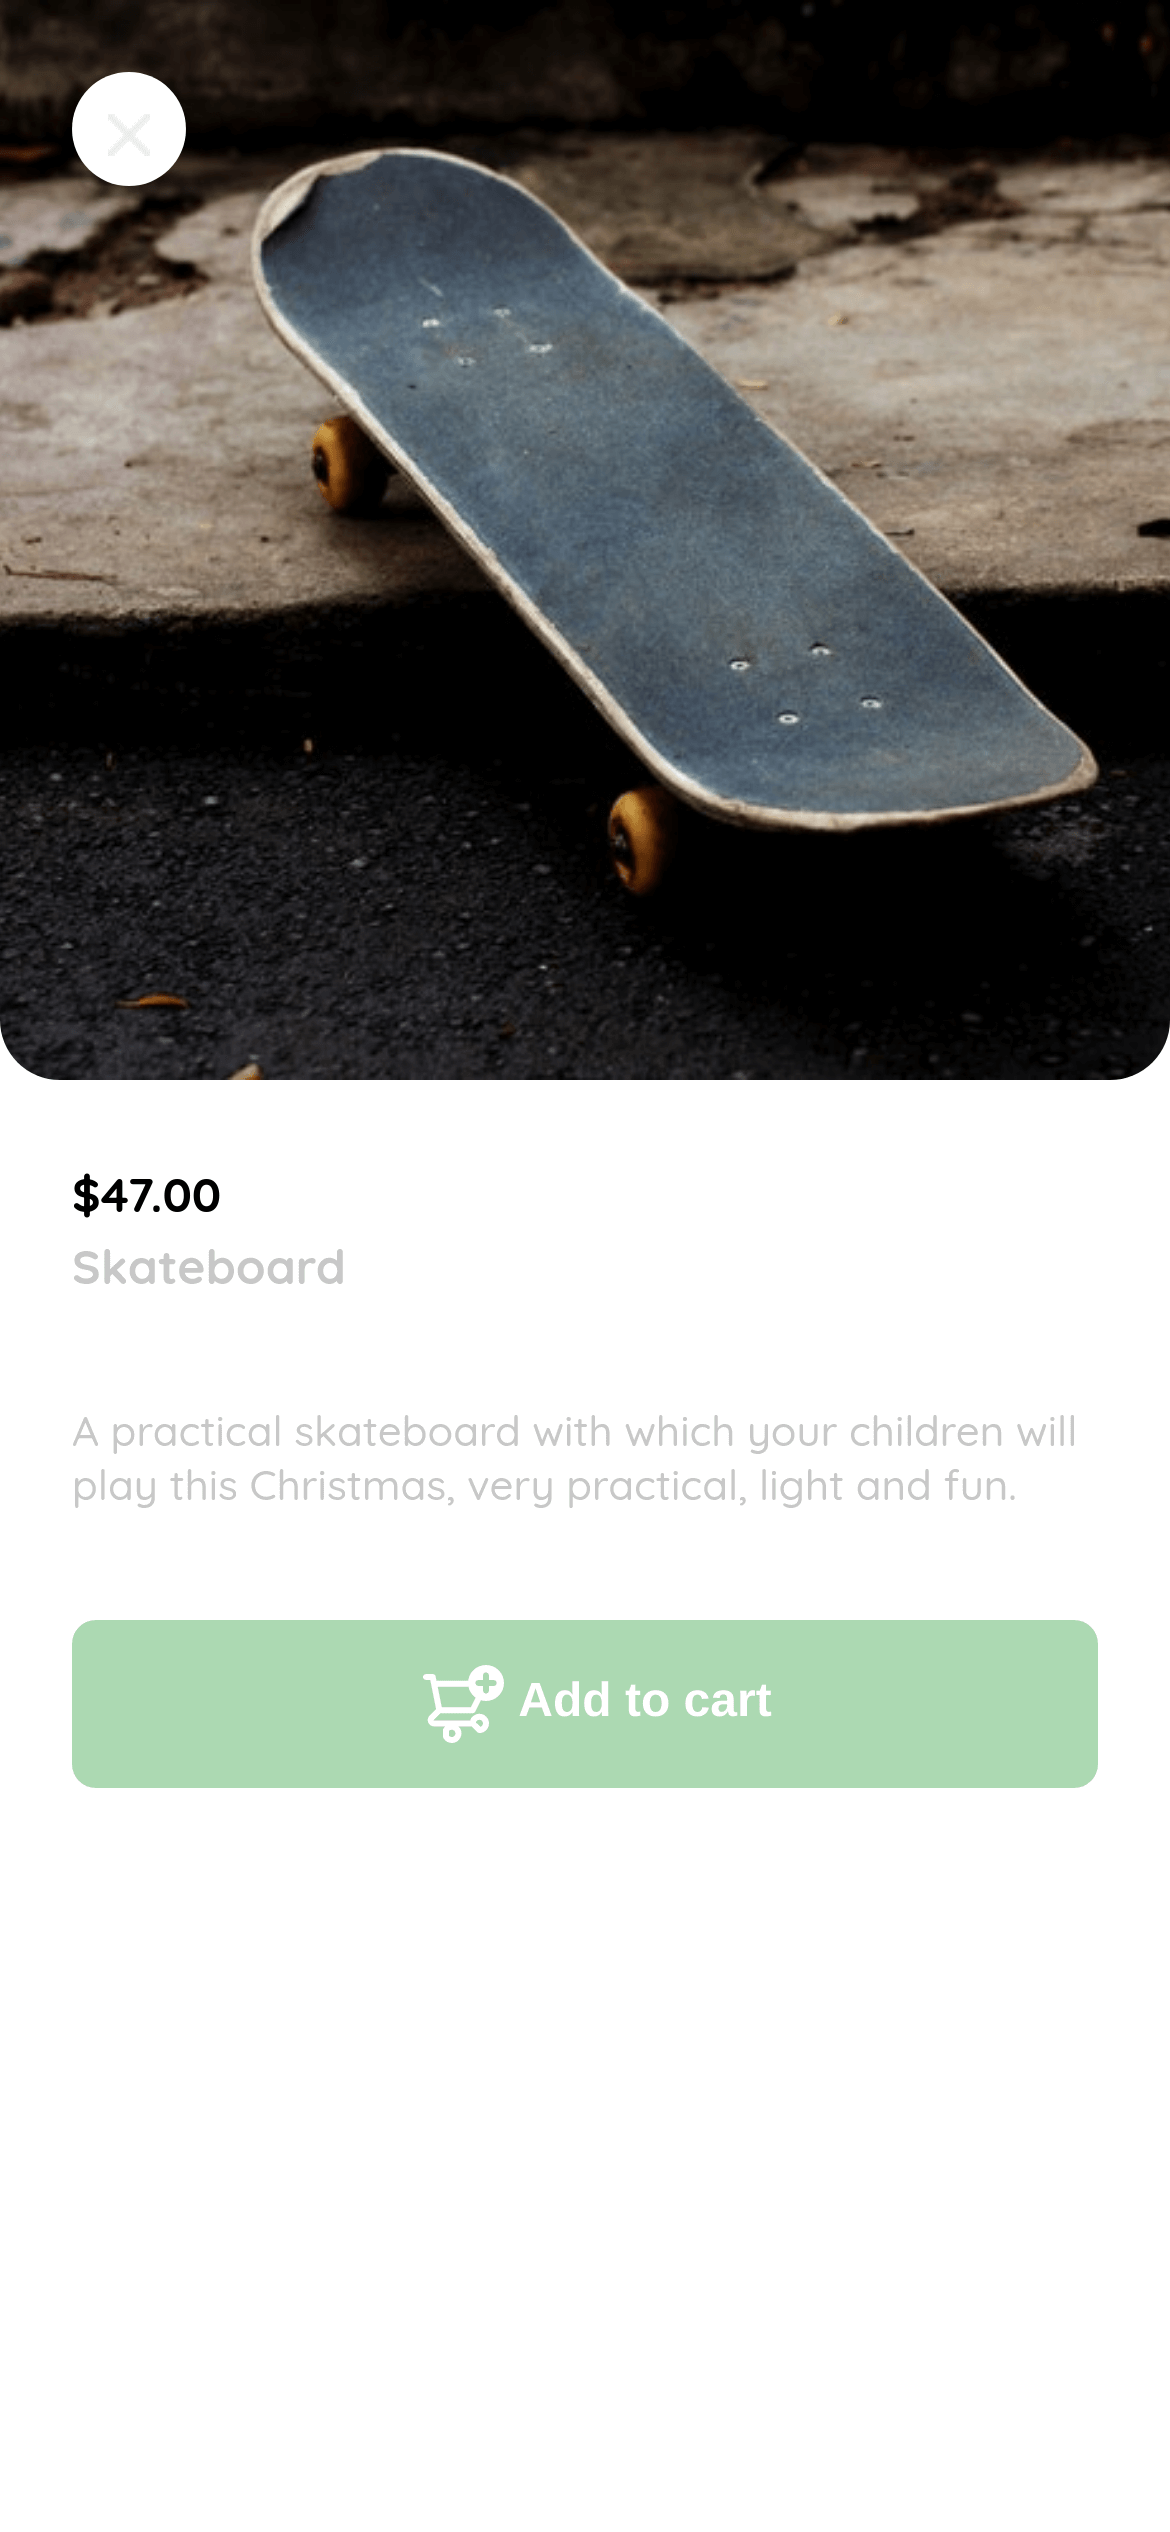 $47.00
Skateboard
A practical skateboard with which your children will
play this Christmas, very practical, light and fun.
Add to cart